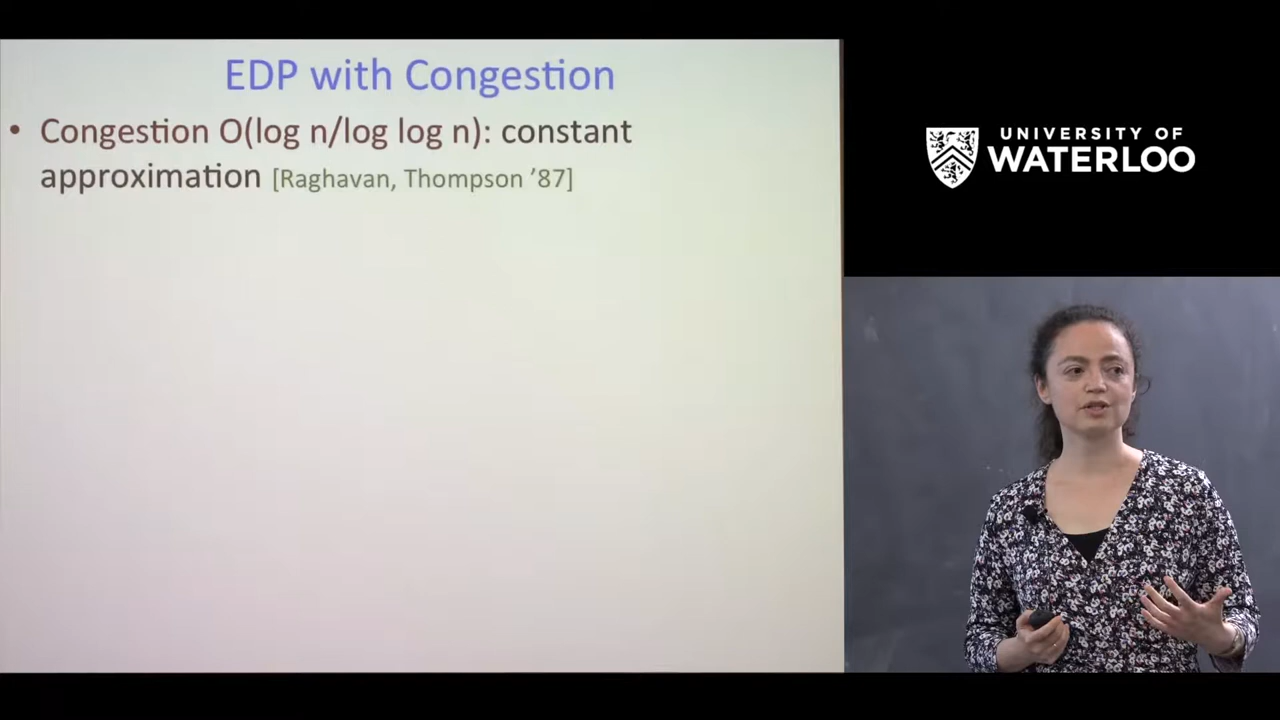 EDP with Congestion
• Congestion O(log n/log log n): constant
approximation [Raghavan, Thompson ’87]
UNIVERSITY OF
WATERLOO